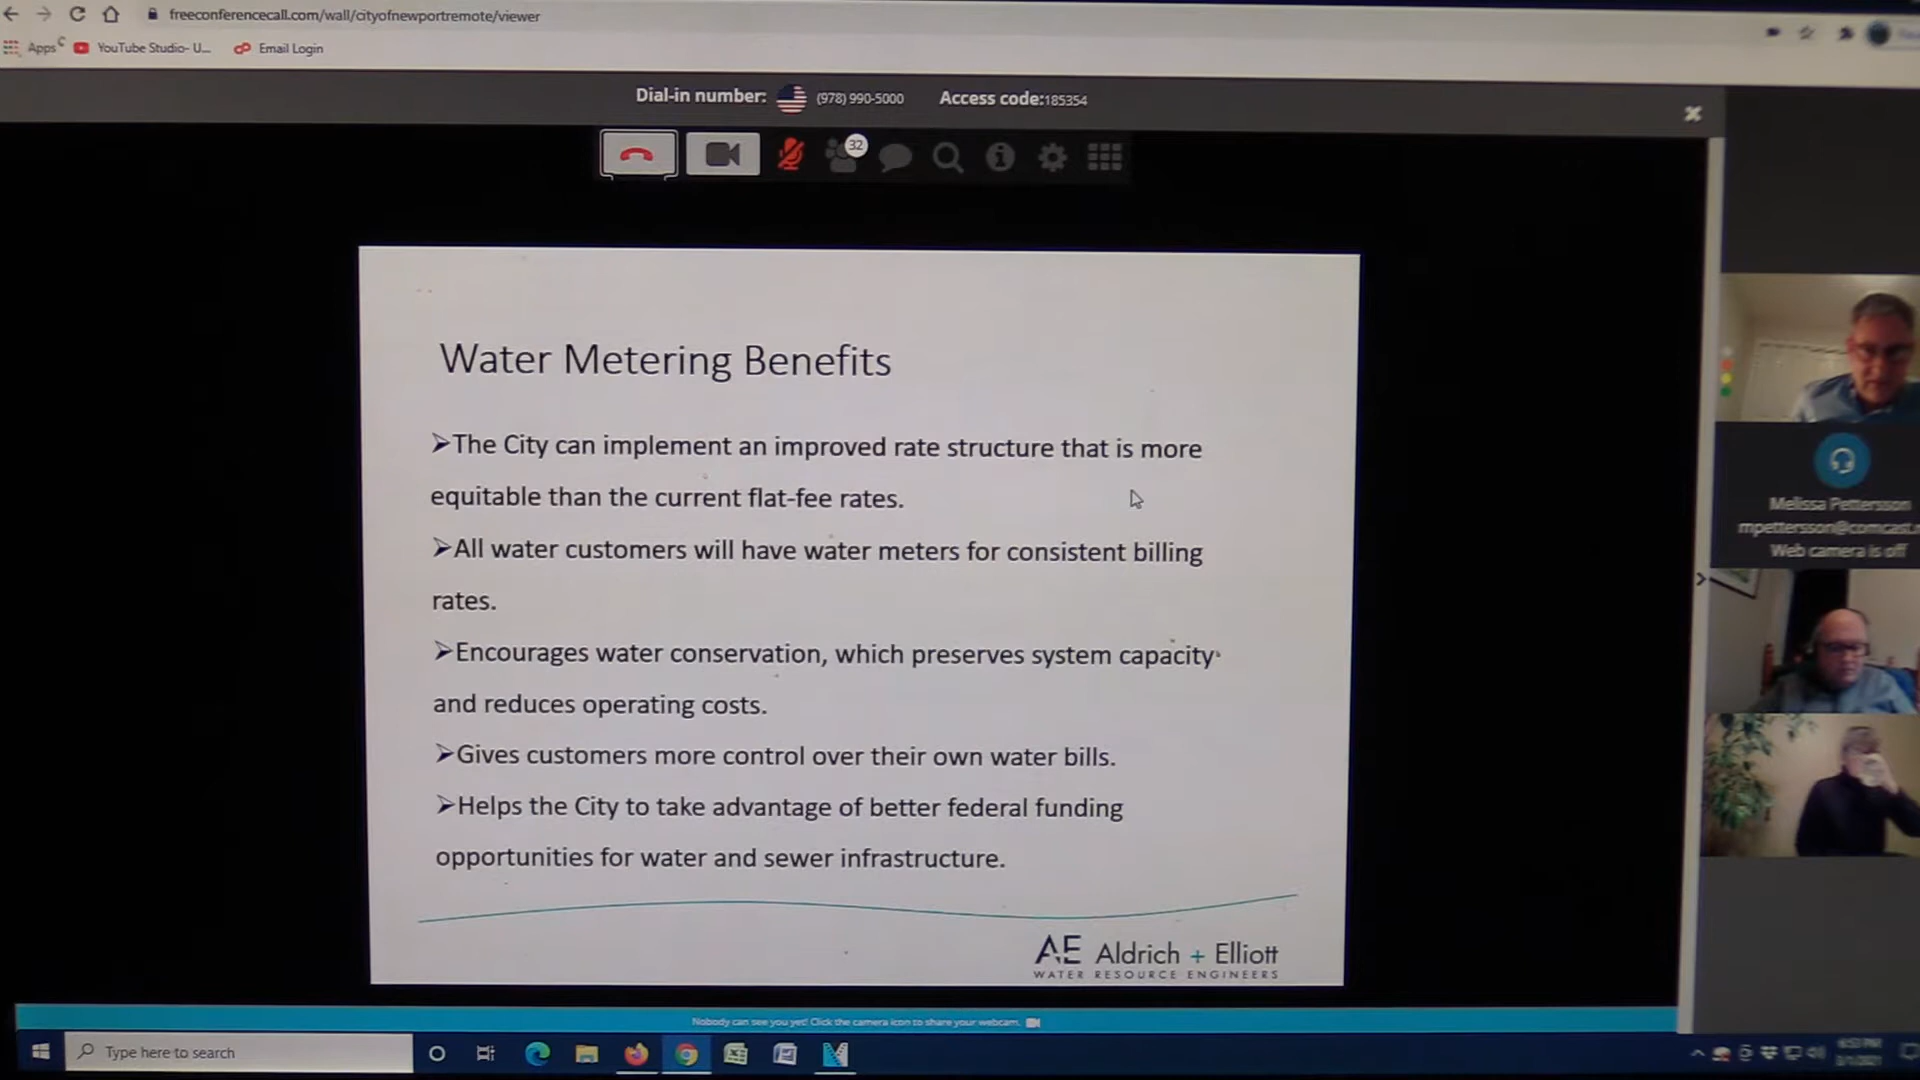 freeconferencecall.com/wall/cityofnewportremote/viewer
Apps
YouTube Studio- U...
Email Login
Dial-in number:
(978) 990-5000
Access code:185354
32
Water Metering Benefits
➢The City can implement an improved rate structure that is more
equitable than the current flat-fee rates.
➢All water customers will have water meters for consistent billing
rates.
➢Encourages water conservation, which preserves system capacity
and reduces operating costs.
➢Gives customers more control over their own water bills.
➢Helps the City to take advantage of better federal funding
opportunities for water and sewer infrastructure.
AE Aldrich + Elliott
WATER RESOURCE ENGINEERS
Melissa Pettersson
mpettersson@comcast.
Web camera is off
Nobody can see you yet! Click the camera icon to share your webcam.
Type here to search